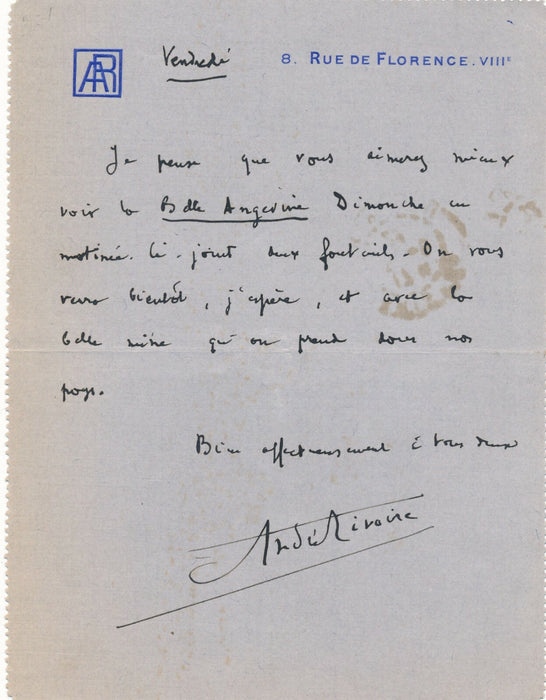 AR
Vendredi
8. RUE DE FLORENCE. VIIIE
Je pense que vous aimerez mieux
voir la Belle Angevine Dimanche en
matinée. Ci-joint deux fauteuils. On vous
verra bientôt, j'espère, et avec la
belle mine qu'on prend dans nos
pays.
Bien affectueusement à tous deux
André Rivoire